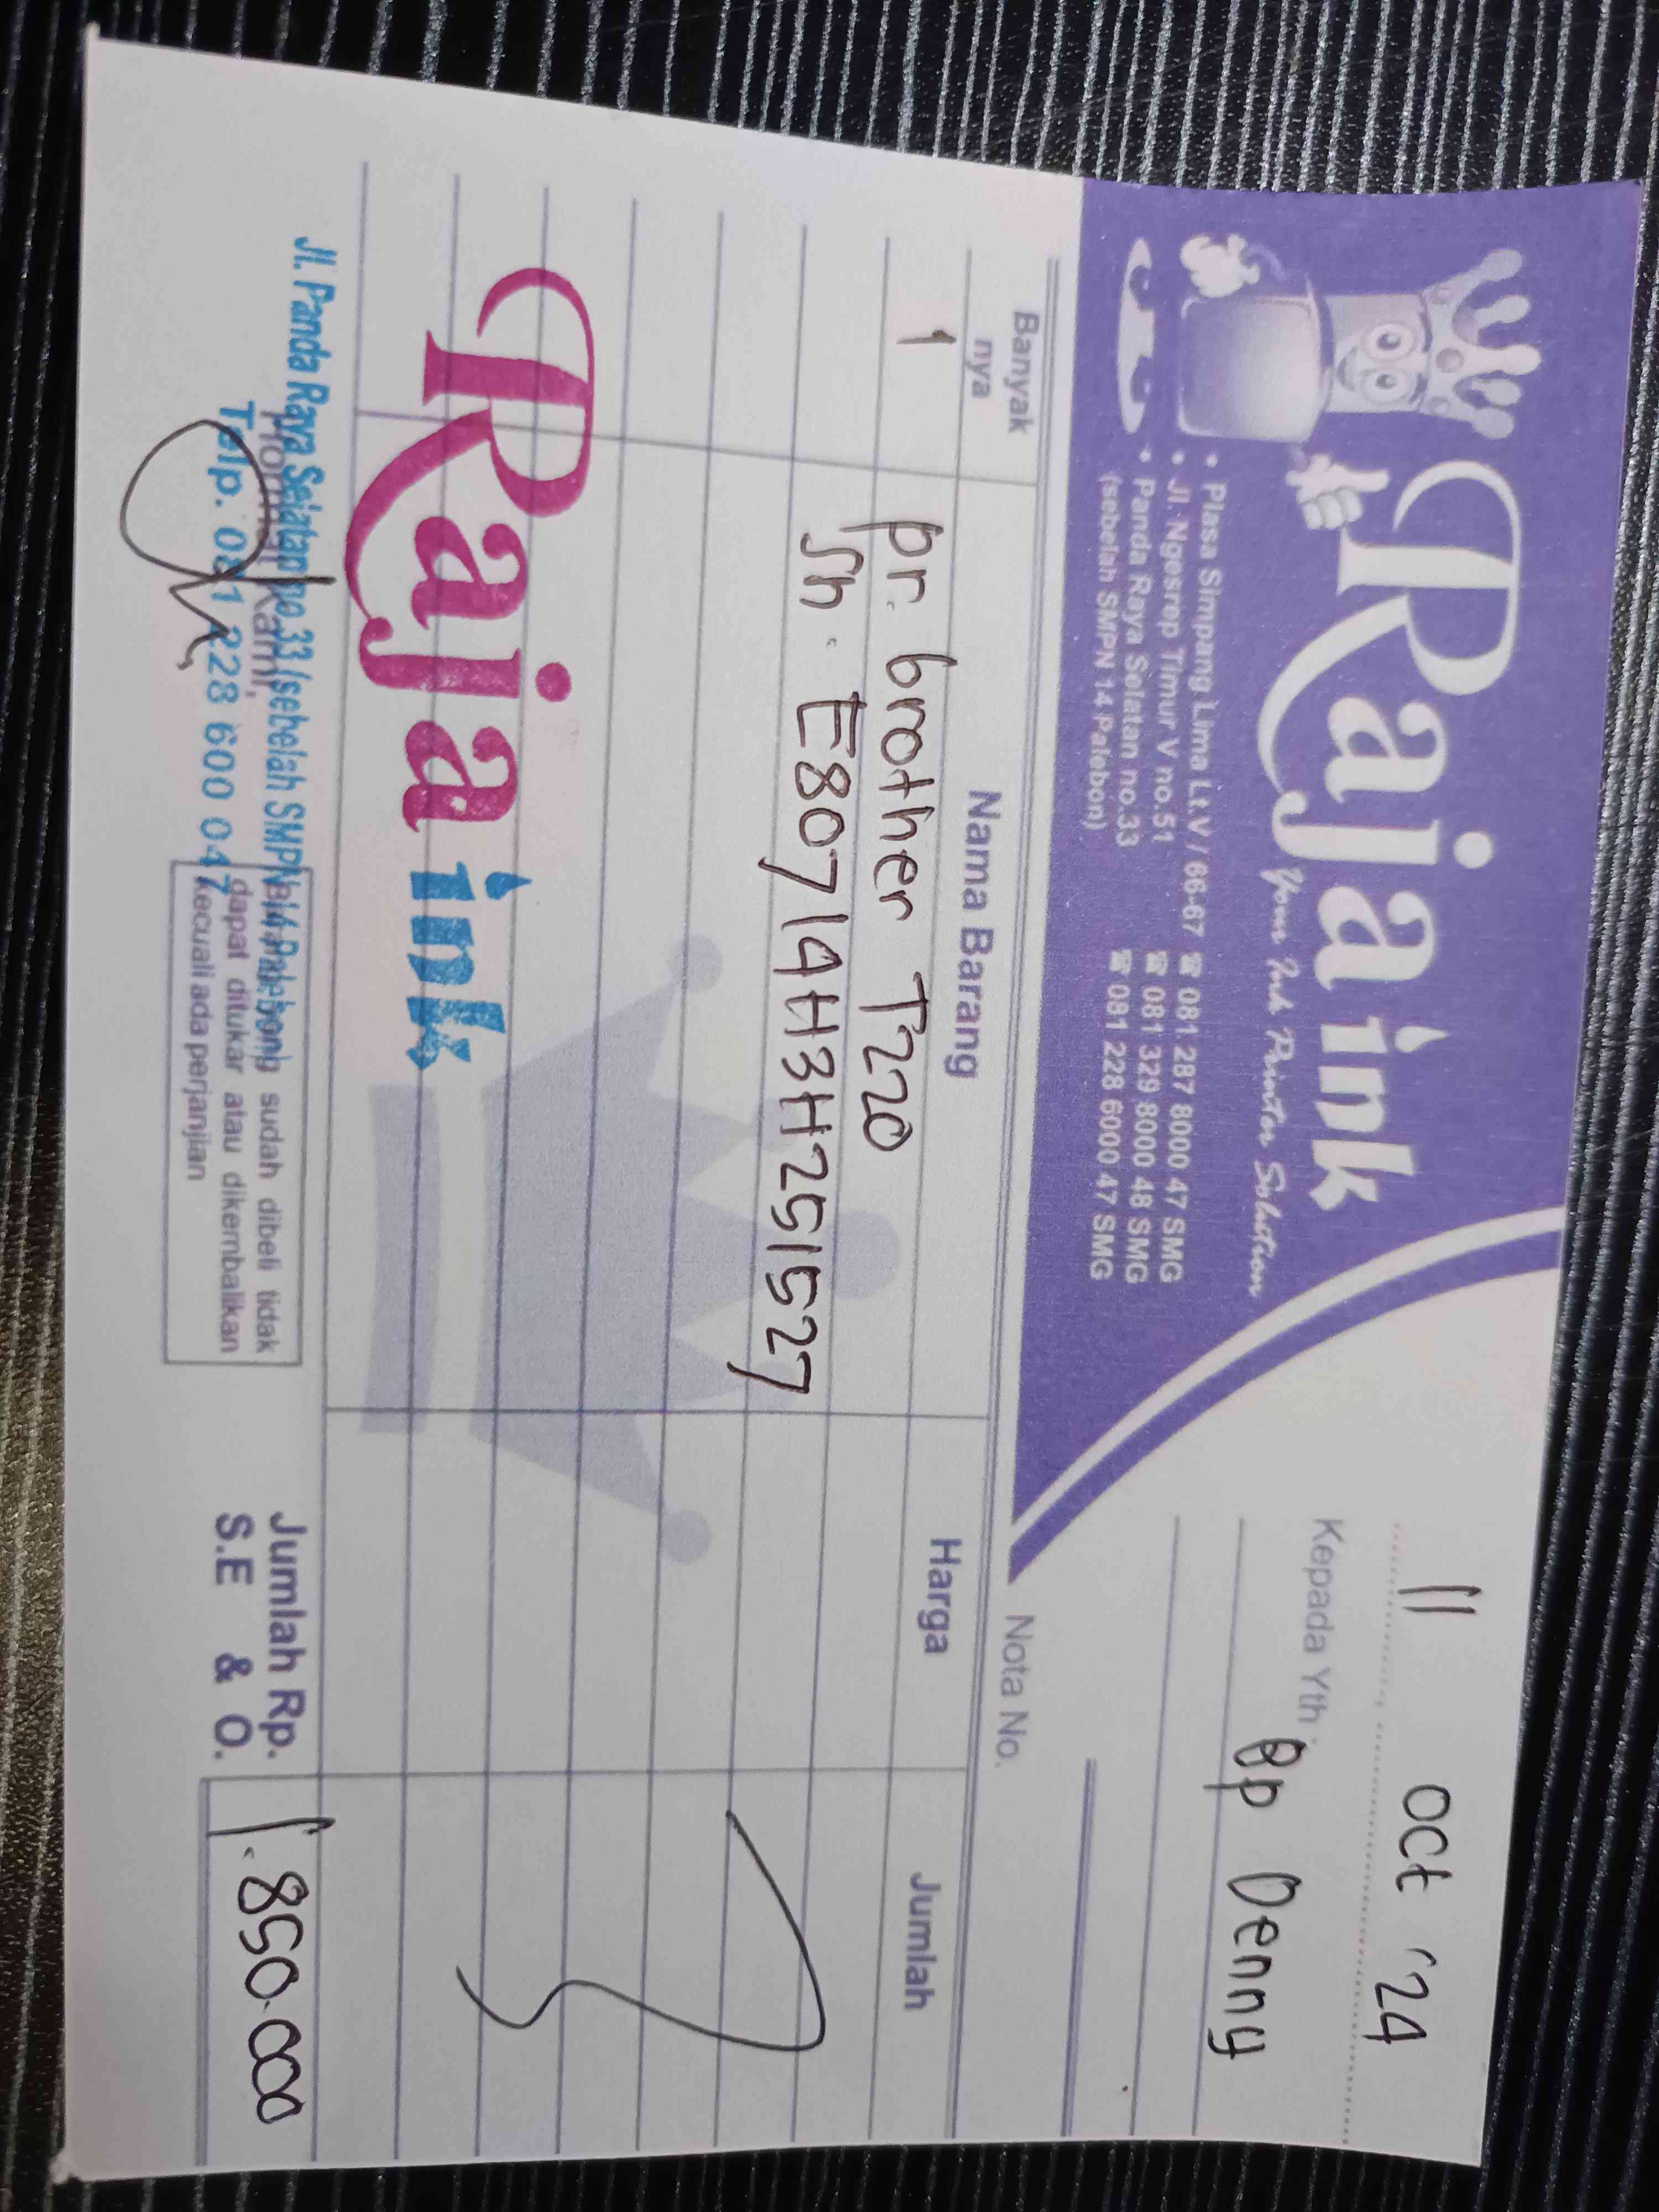 Raja ink
Your Ink Printer Solution
• Plasa Simpang Lima Lt.V / 66-67 ☎ 081 287 8000 47 SMG
• Jl. Ngesrep Timur V no.51 ☎ 081 329 8000 48 SMG
• Panda Raya Selatan no.33 ☎ 081 228 6000 47 SMG
(sebelah SMPN 14 Palebon)
11 oct '24
Kepada Yth.
Bp Denny
Nota No.
Banyak nya Nama Barang Harga Jumlah
1 pr. brother T220
Sn. E80714H3H251527
Raja ink
Jl. Panda Raya Selatan no.33 (sebelah SMPN 14 Palebon)
Telp. 081 228 600 047
Hormat Kami,
sudah dibeli tidak
dapat ditukar atau dikembalikan
kecuali ada perjanjian
Jumlah Rp. 1.850.000
S.E & O.